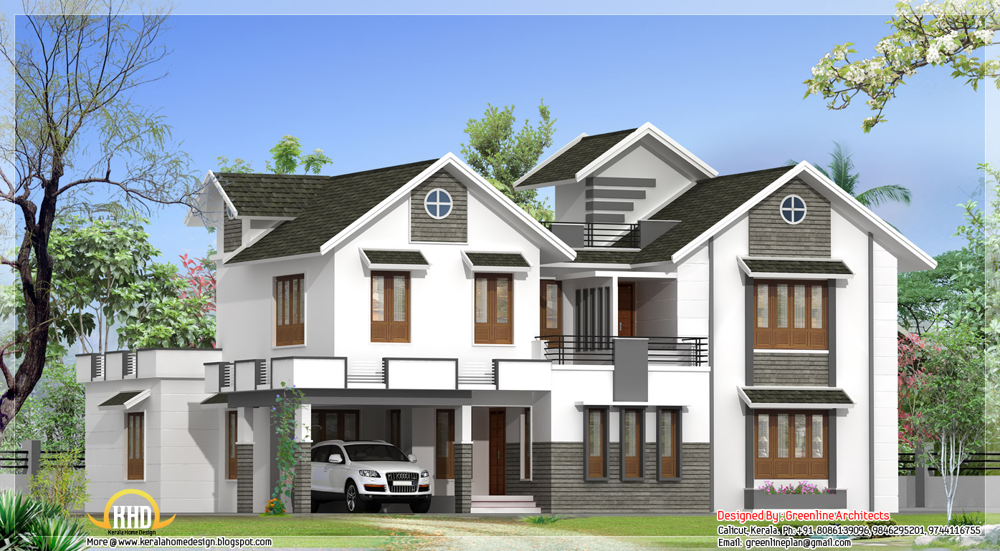 KHD
Kerala Home Design
More @ www.keralahomedesign.blogspot.com
Designed By : Greenline Architects
Calicut, Kerala. Ph:+91 8086139096, 9846295201, 9744116755
Email: greenlineplan@gmail.com